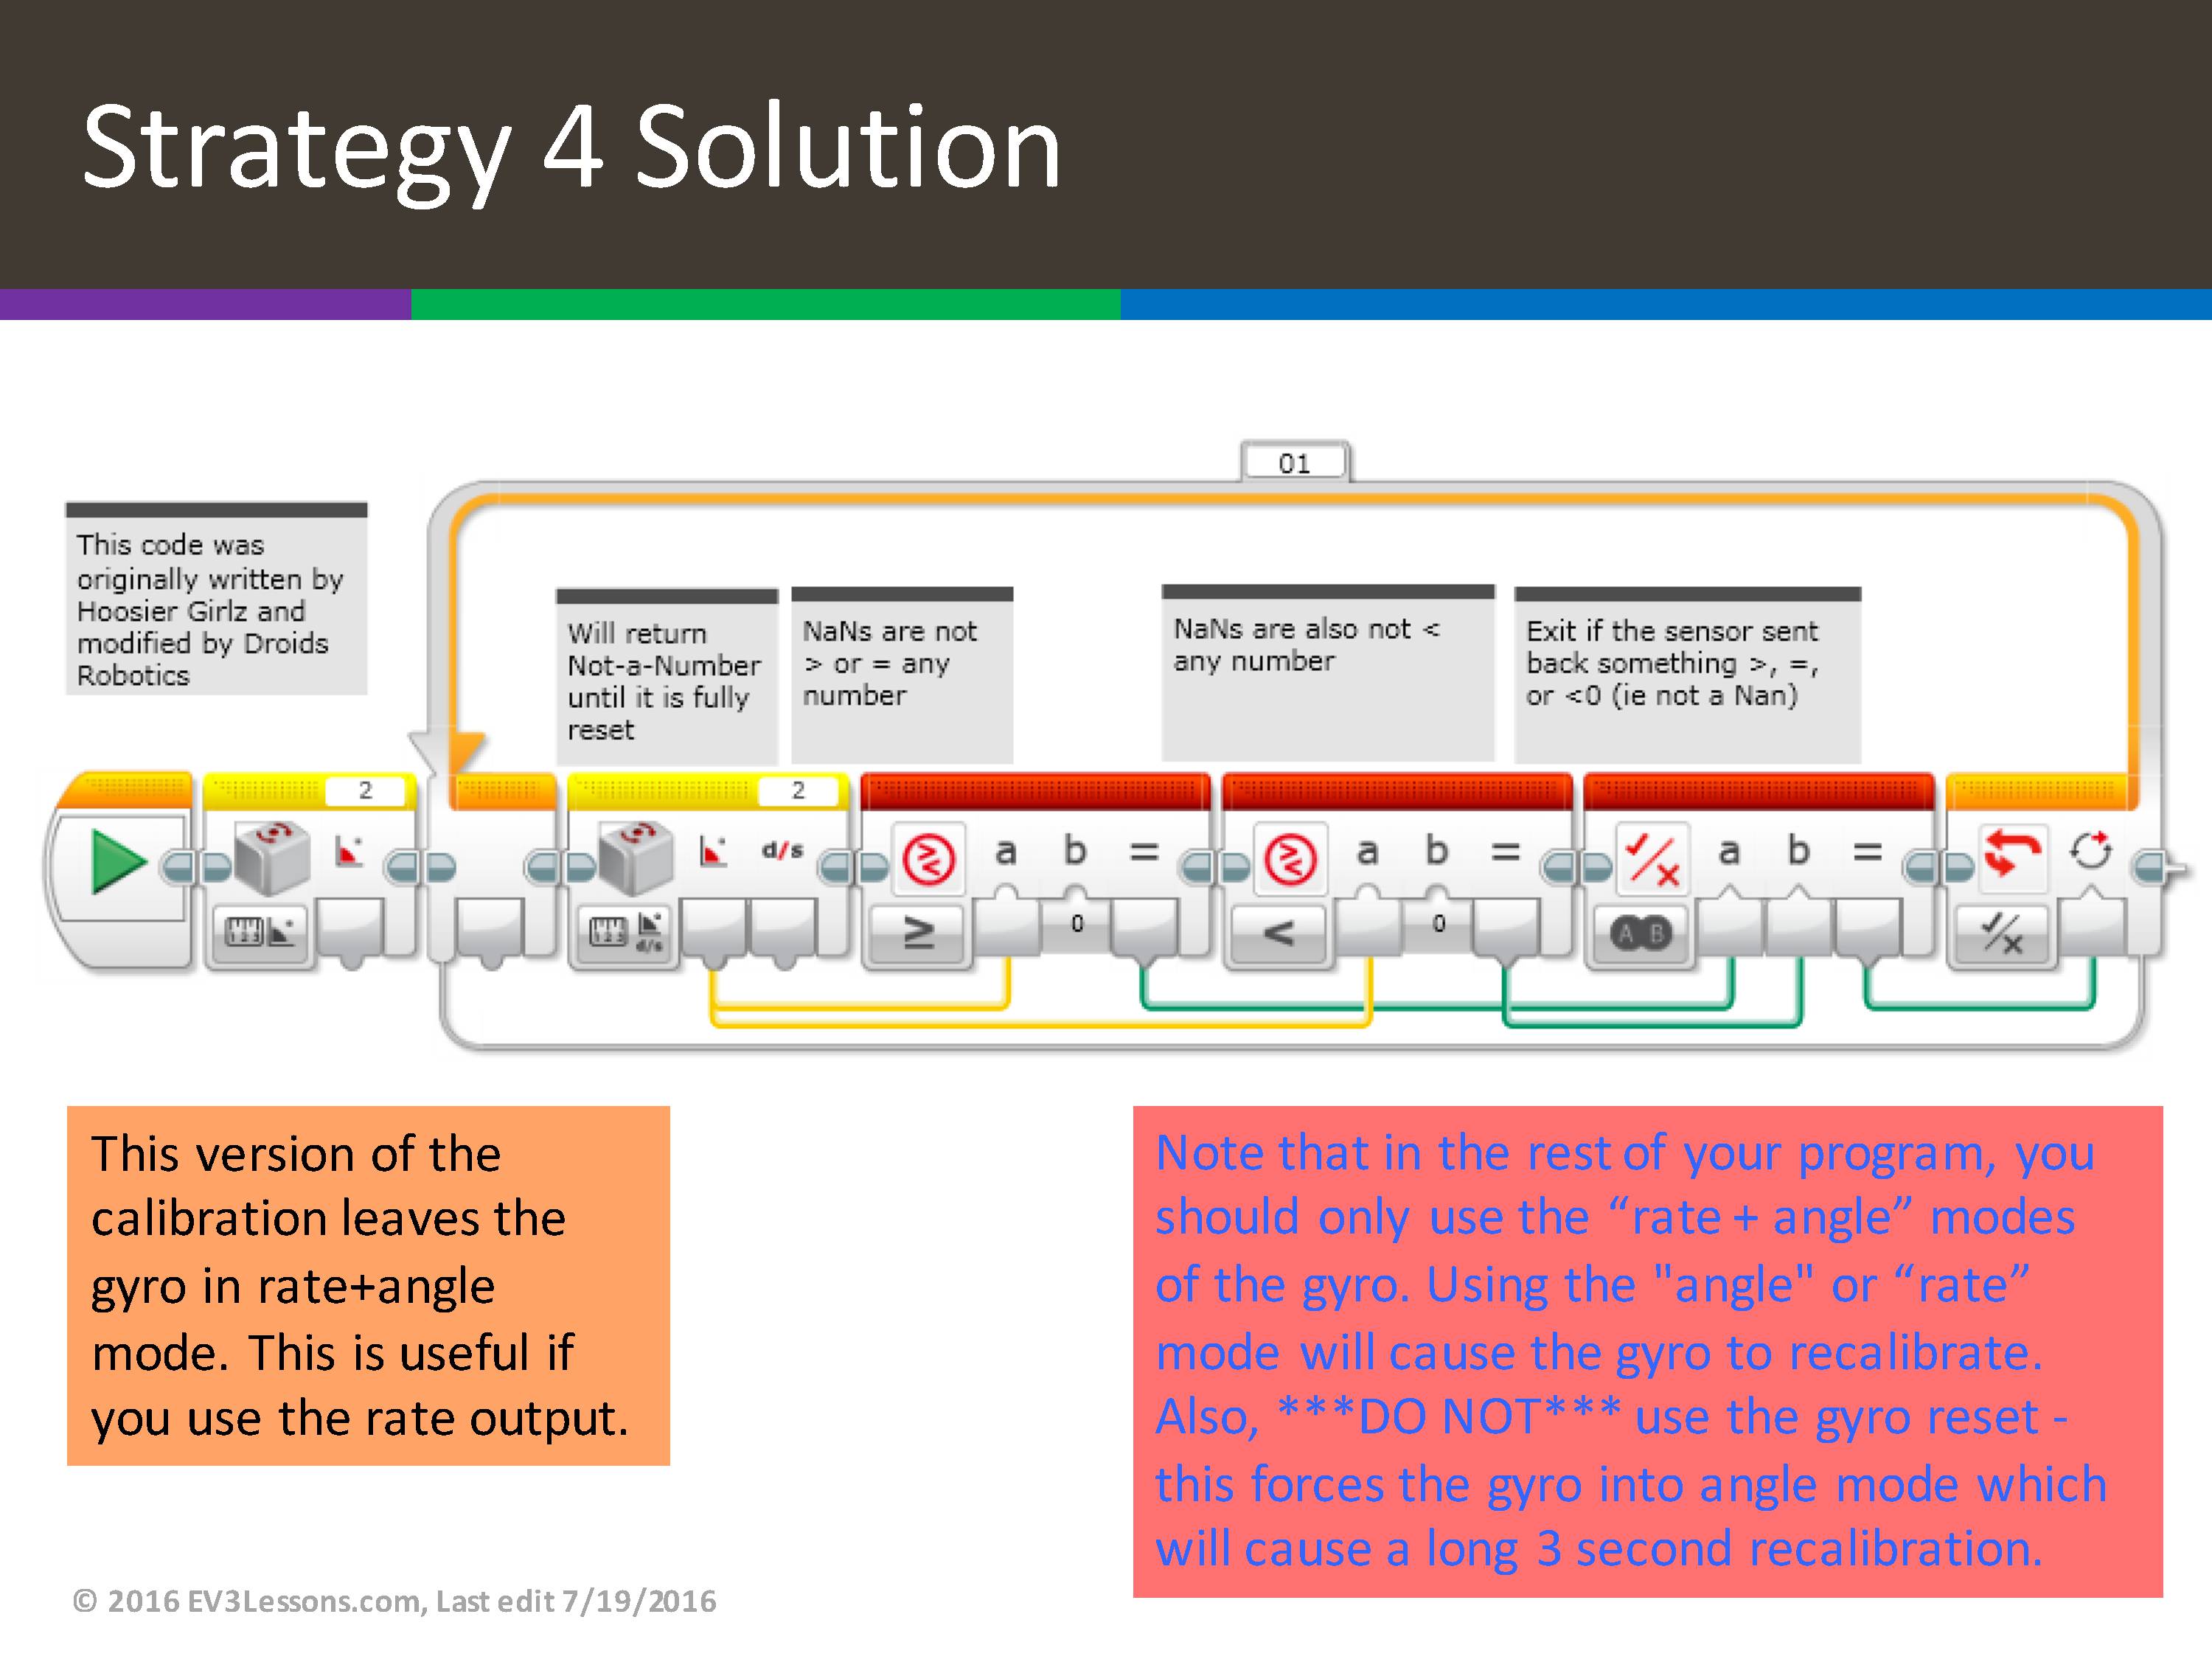 Strategy 4 Solution
01
This code was
originally written by
Hoosier Girlz and
modified by Droids
Robotics
Will return
Not-a-Number
until it is fully
reset
NaNs are not
> or = any
number
NaNs are also not <
any number
Exit if the sensor sent
back something >, =,
or <0 (ie not a Nan)
2
2 d/s
a b =
a b =
a b =
123
123 d/s
≥ 0
< 0
A B
This version of the
calibration leaves the
gyro in rate+angle
mode. This is useful if
you use the rate output.
Note that in the rest of your program, you
should only use the “rate + angle” modes
of the gyro. Using the "angle" or “rate”
mode will cause the gyro to recalibrate.
Also, ***DO NOT*** use the gyro reset -
this forces the gyro into angle mode which
will cause a long 3 second recalibration.
© 2016 EV3Lessons.com, Last edit 7/19/2016